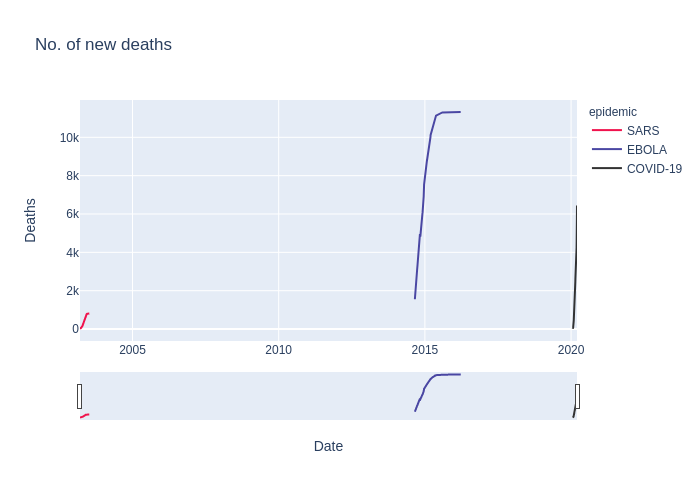 No. of new deaths
epidemic
SARS
EBOLA
COVID-19
Deaths
10k
8k
6k
4k
2k
0
2005 2010 2015 2020
Date